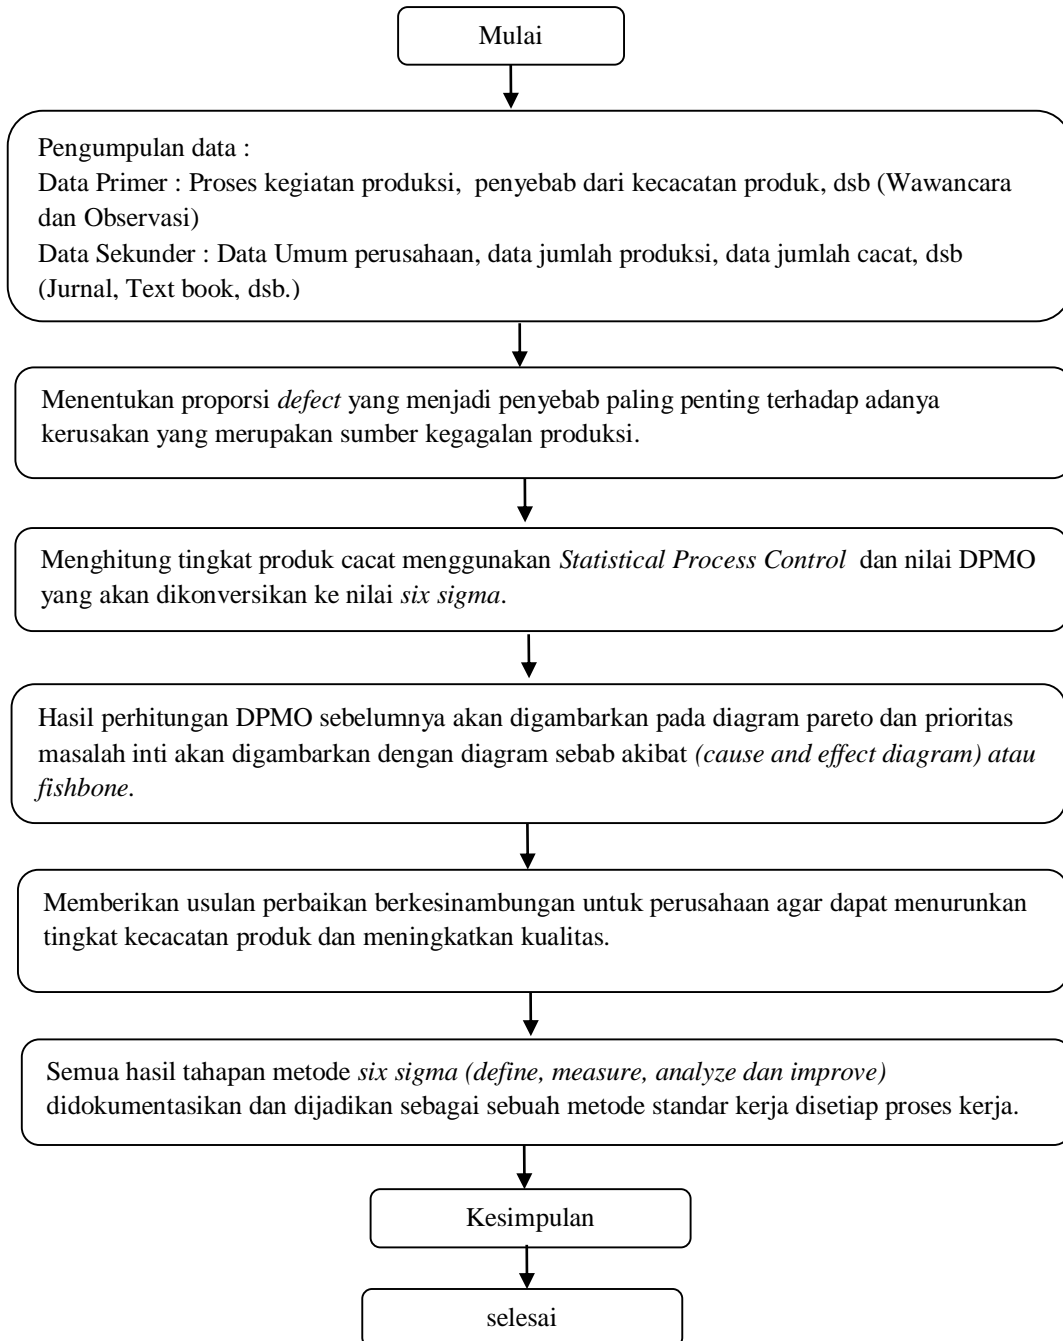 Mulai
Pengumpulan data :
Data Primer : Proses kegiatan produksi, penyebab dari kecacatan produk, dsb (Wawancara
dan Observasi)
Data Sekunder : Data Umum perusahaan, data jumlah produksi, data jumlah cacat, dsb
(Jurnal, Text book, dsb.)
Menentukan proporsi defect yang menjadi penyebab paling penting terhadap adanya
kerusakan yang merupakan sumber kegagalan produksi.
Menghitung tingkat produk cacat menggunakan Statistical Process Control dan nilai DPMO
yang akan dikonversikan ke nilai six sigma.
Hasil perhitungan DPMO sebelumnya akan digambarkan pada diagram pareto dan prioritas
masalah inti akan digambarkan dengan diagram sebab akibat (cause and effect diagram) atau
fishbone.
Memberikan usulan perbaikan berkesinambungan untuk perusahaan agar dapat menurunkan
tingkat kecacatan produk dan meningkatkan kualitas.
Semua hasil tahapan metode six sigma (define, measure, analyze dan improve)
didokumentasikan dan dijadikan sebagai sebuah metode standar kerja disetiap proses kerja.
Kesimpulan
selesai